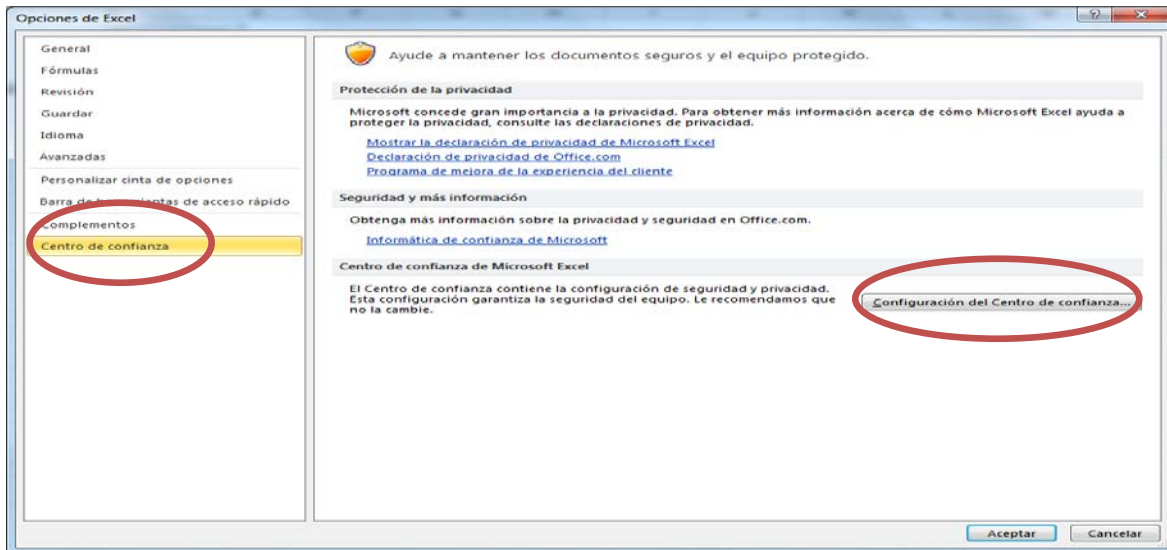 Opciones de Excel
General
Fórmulas
Revisión
Guardar
Idioma
Avanzadas
Personalizar cinta de opciones
Barra de herramientas de acceso rápido
Complementos
Centro de confianza
Ayude a mantener los documentos seguros y el equipo protegido.
Protección de la privacidad
Microsoft concede gran importancia a la privacidad. Para obtener más información acerca de cómo Microsoft Excel ayuda a
proteger la privacidad, consulte las declaraciones de privacidad.
Mostrar la declaración de privacidad de Microsoft Excel
Declaración de privacidad de Office.com
Programa de mejora de la experiencia del cliente
Seguridad y más información
Obtenga más información sobre la privacidad y seguridad en Office.com.
Informática de confianza de Microsoft
Centro de confianza de Microsoft Excel
El Centro de confianza contiene la configuración de seguridad y privacidad.
Esta configuración garantiza la seguridad del equipo. Le recomendamos que
no la cambie.
Configuración del Centro de confianza...
Aceptar
Cancelar